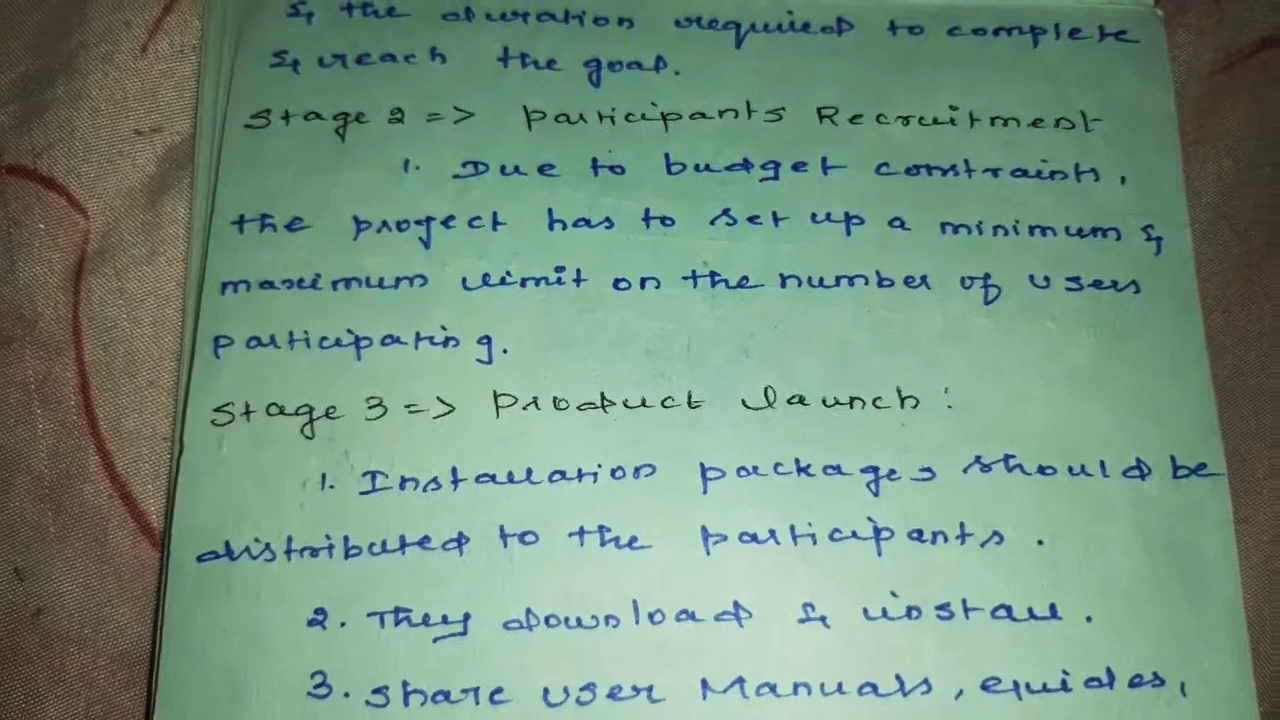 & the duration required to complete
& reach the goal.
Stage 2 => Participants Recruitment
1. Due to budget constraints,
the project has to set up a minimum &
maximum limit on the number of users
participating.
Stage 3 => Product launch :
1. Installation packages should be
distributed to the participants.
2. They download & install.
3. Share user Manuals, guides,